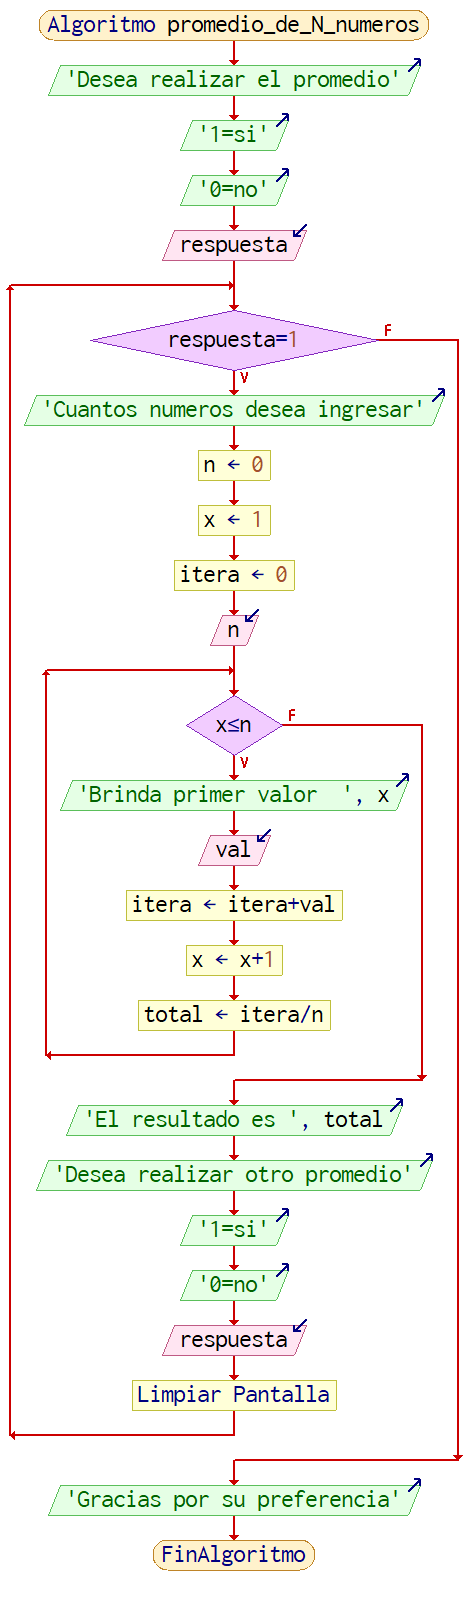 Algoritmo promedio_de_N_numeros
'Desea realizar el promedio'
'1=si'
'0=no'
respuesta
respuesta=1
F
V
'Cuantos numeros desea ingresar'
n ← 0
x ← 1
itera ← 0
n
x≤n
F
V
'Brinda primer valor  ', x
val
itera ← itera+val
x ← x+1
total ← itera/n
'El resultado es ', total
'Desea realizar otro promedio'
'1=si'
'0=no'
respuesta
Limpiar Pantalla
'Gracias por su preferencia'
FinAlgoritmo